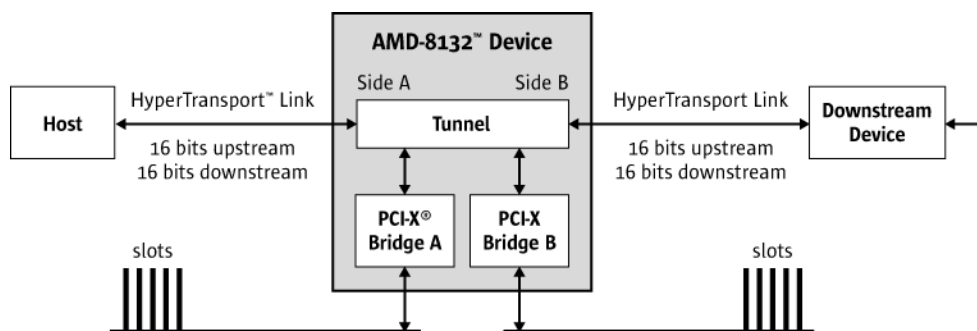 AMD-8132™ Device
Side A
Side B
HyperTransport™ Link
HyperTransport Link
Host
Tunnel
Downstream
Device
16 bits upstream
16 bits downstream
16 bits upstream
16 bits downstream
PCI-X®
Bridge A
PCI-X
Bridge B
slots
slots